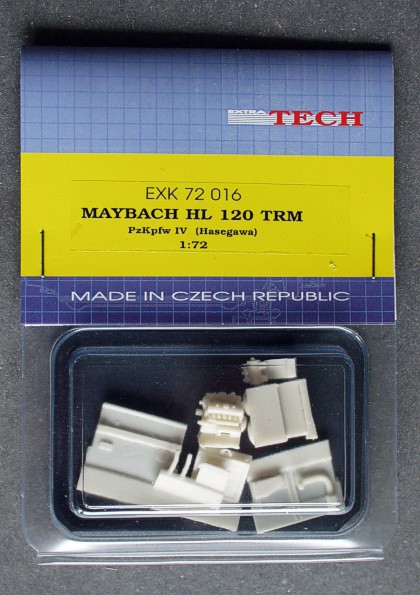 EXTRA
TECH
EXK 72 016
MAYBACH HL 120 TRM
PzKpfw IV (Hasegawa)
1:72
MADE IN CZECH REPUBLIC